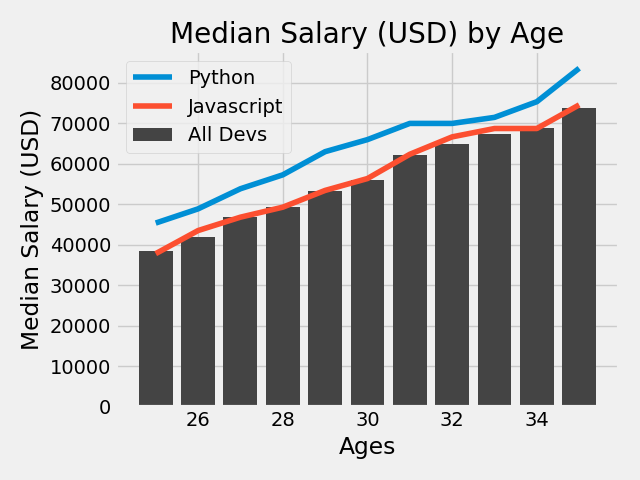 Median Salary (USD) by Age
Python
Javascript
All Devs
Median Salary (USD)
80000
70000
60000
50000
40000
30000
20000
10000
0
26 28 30 32 34
Ages